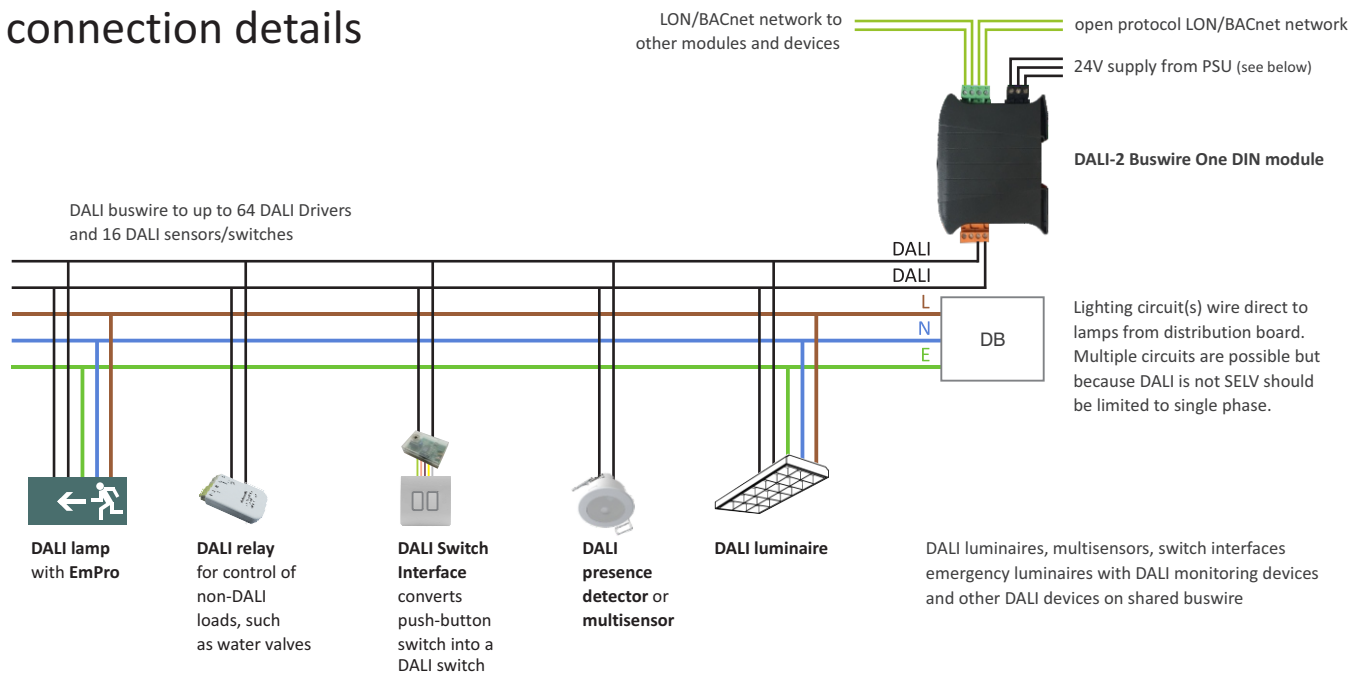 connection details
LON/BACnet network to
other modules and devices
open protocol LON/BACnet network
24V supply from PSU (see below)
DALI-2 Buswire One DIN module
DALI buswire to up to 64 DALI Drivers
and 16 DALI sensors/switches
DALI
DALI
L
N
E
DB
Lighting circuit(s) wire direct to
lamps from distribution board.
Multiple circuits are possible but
because DALI is not SELV should
be limited to single phase.
DALI lamp
with EmPro
DALI relay
for control of
non-DALI
loads, such
as water valves
DALI Switch
Interface
converts
push-button
switch into a
DALI switch
DALI
presence
detector or
multisensor
DALI luminaire
DALI luminaires, multisensors, switch interfaces
emergency luminaires with DALI monitoring devices
and other DALI devices on shared buswire